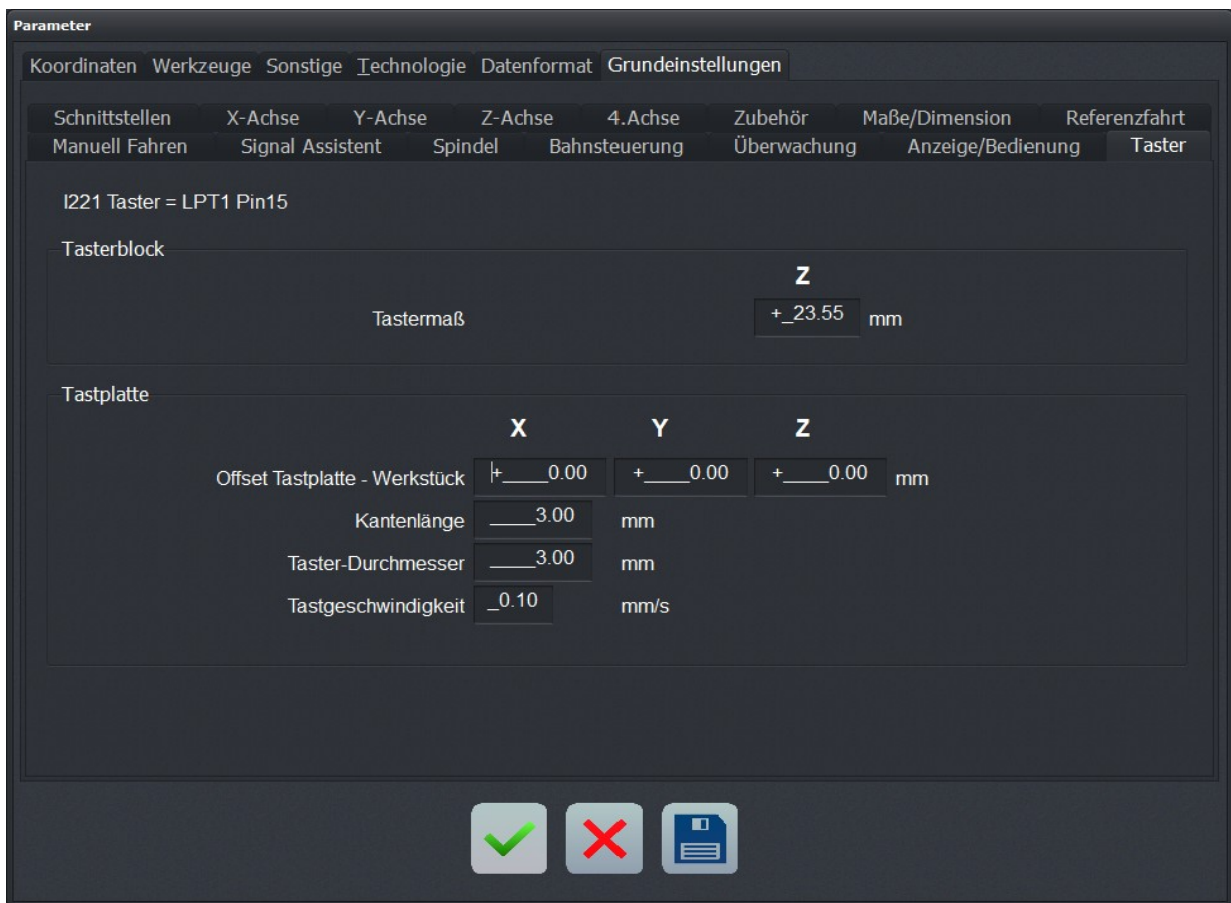 Parameter
Koordinaten Werkzeuge Sonstige Technologie Datenformat Grundeinstellungen
Schnittstellen X-Achse Y-Achse Z-Achse 4.Achse Zubehör Maße/Dimension Referenzfahrt
Manuell Fahren Signal Assistent Spindel Bahnsteuerung Überwachung Anzeige/Bedienung Taster
I221 Taster = LPT1 Pin15
Tasterblock
Z
Tastermaß +_23.55 mm
Tastplatte
X Y Z
Offset Tastplatte - Werkstück +____0.00 +____0.00 +____0.00 mm
Kantenlänge ____3.00 mm
Taster-Durchmesser ____3.00 mm
Tastgeschwindigkeit _0.10 mm/s